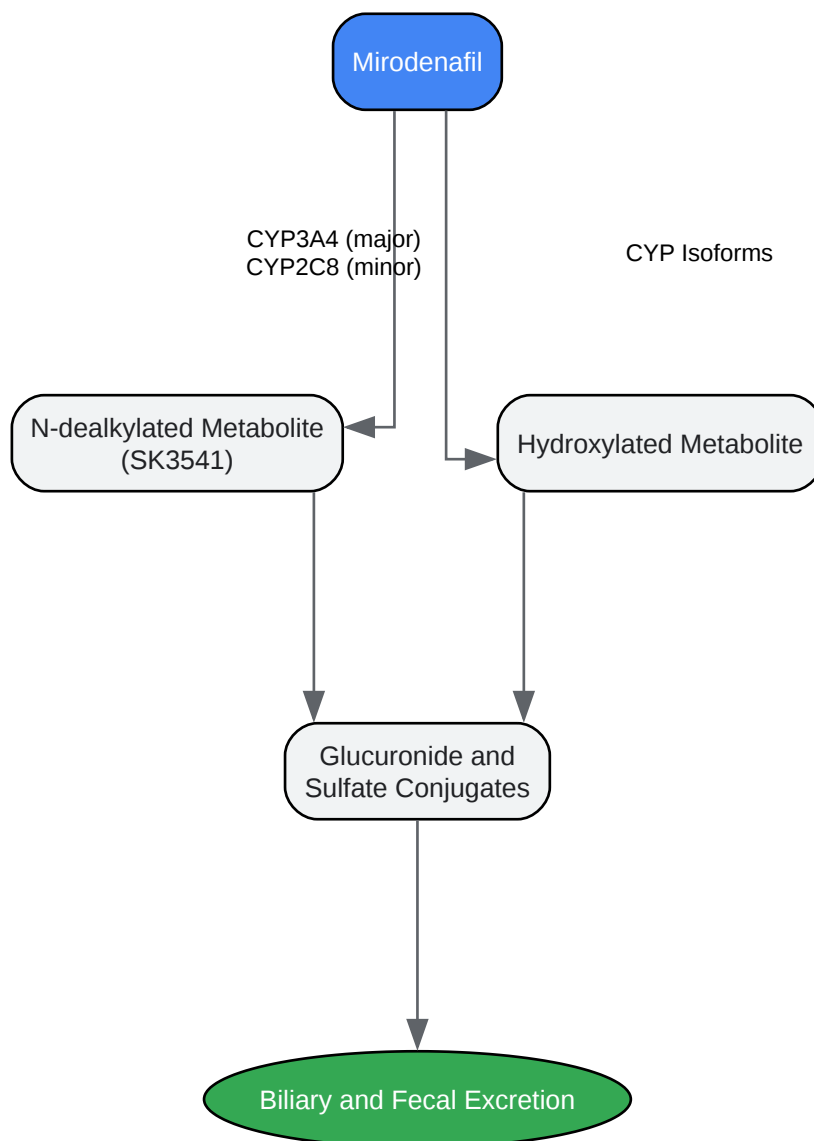 Mirodenafil
CYP3A4 (major)
CYP2C8 (minor)
CYP Isoforms
N-dealkylated Metabolite
(SK3541)
Hydroxylated Metabolite
Glucuronide and
Sulfate Conjugates
Biliary and Fecal Excretion